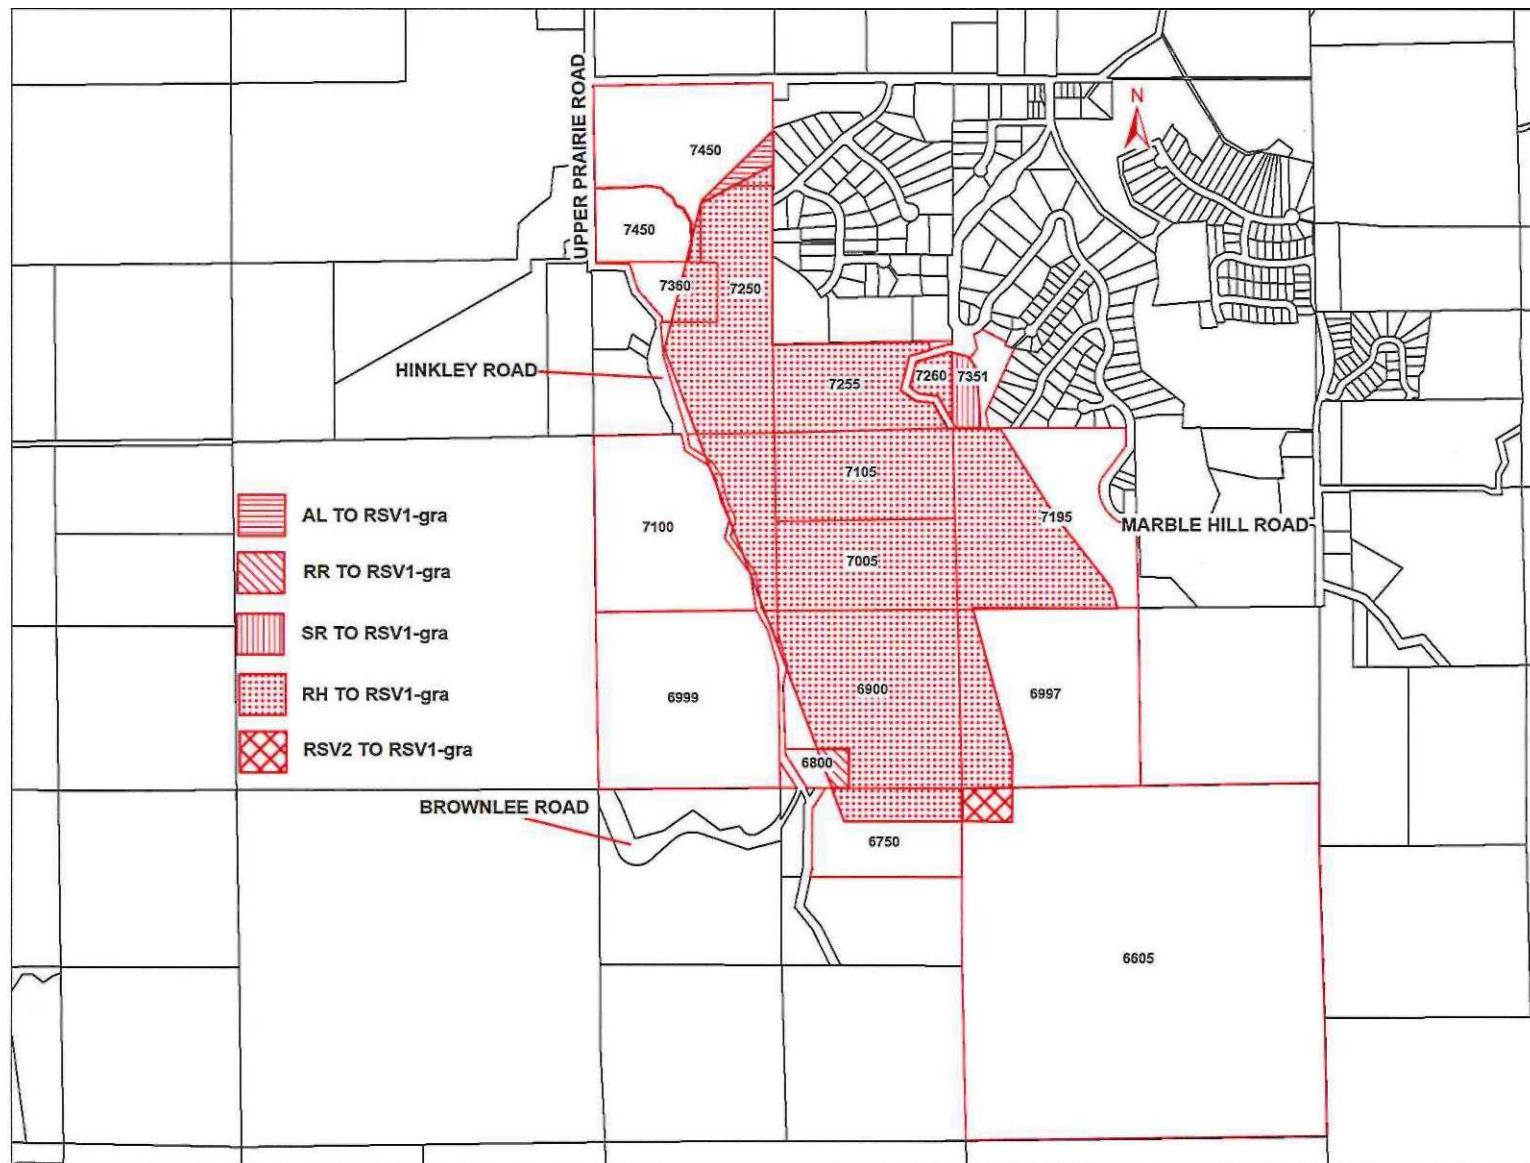 UPPER PRAIRIE ROAD
N
7450
7450
7360
7250
HINKLEY ROAD
7255
7260
7351
7105
AL TO RSV1-gra
7100
7195
MARBLE HILL ROAD
RR TO RSV1-gra
7005
SR TO RSV1-gra
RH TO RSV1-gra
6999
6900
6997
RSV2 TO RSV1-gra
6800
BROWNLEE ROAD
6750
6605